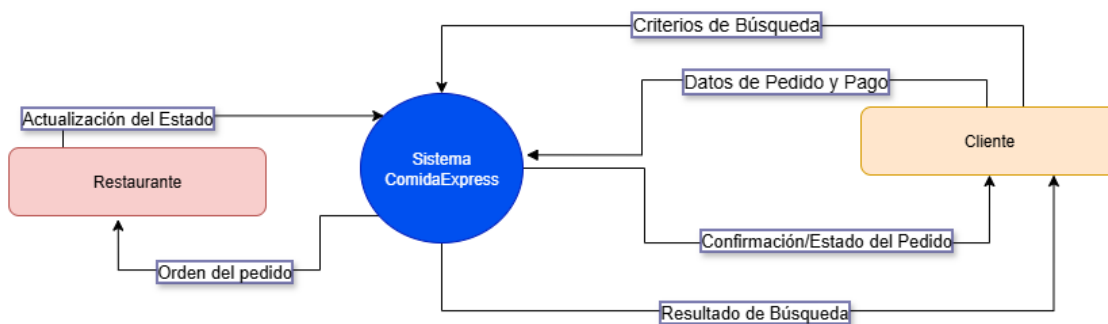 Criterios de Búsqueda
Datos de Pedido y Pago
Actualización del Estado
Cliente
Sistema
ComidaExpress
Restaurante
Confirmación/Estado del Pedido
Orden del pedido
Resultado de Búsqueda